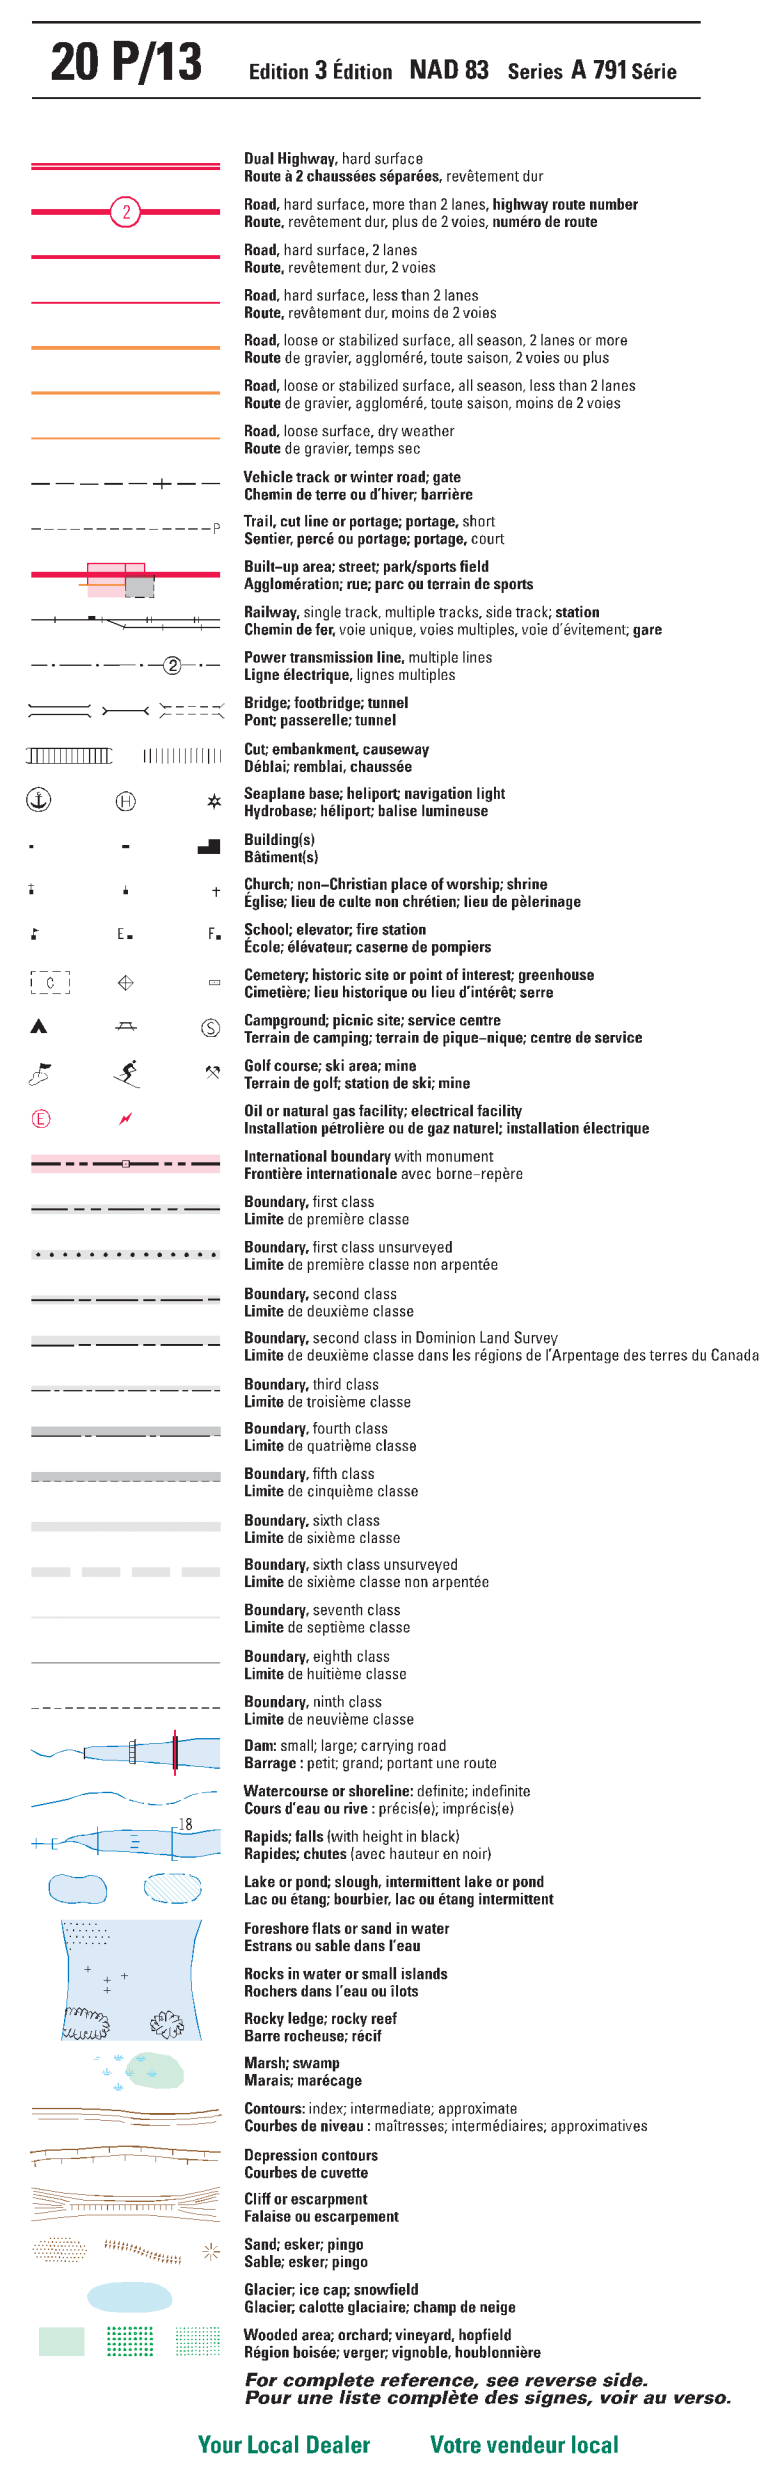 20 P/13 Edition 3 Édition NAD 83 Series A 791 Série
Dual Highway, hard surface
Route à 2 chaussées séparées, revêtement dur
2
Road, hard surface, more than 2 lanes, highway route number
Route, revêtement dur, plus de 2 voies, numéro de route
Road, hard surface, 2 lanes
Route, revêtement dur, 2 voies
Road, hard surface, less than 2 lanes
Route, revêtement dur, moins de 2 voies
Road, loose or stabilized surface, all season, 2 lanes or more
Route de gravier, aggloméré, toute saison, 2 voies ou plus
Road, loose or stabilized surface, all season, less than 2 lanes
Route de gravier, aggloméré, toute saison, moins de 2 voies
Road, loose surface, dry weather
Route de gravier, temps sec
Vehicle track or winter road; gate
Chemin de terre ou d'hiver; barrière
P
Trail, cut line or portage; portage, short
Sentier, percé ou portage; portage, court
Built-up area; street; park/sports field
Agglomération; rue; parc ou terrain de sports
Railway, single track, multiple tracks, side track; station
Chemin de fer, voie unique, voies multiples, voie d'évitement; gare
2
Power transmission line, multiple lines
Ligne électrique, lignes multiples
Bridge; footbridge; tunnel
Pont; passerelle; tunnel
Cut; embankment, causeway
Déblai; remblai, chaussée
H
Seaplane base; heliport; navigation light
Hydrobase; héliport; balise lumineuse
Building(s)
Bâtiment(s)
Church; non-Christian place of worship; shrine
Église; lieu de culte non chrétien; lieu de pèlerinage
E F
School; elevator; fire station
École; élévateur; caserne de pompiers
C
Cemetery; historic site or point of interest; greenhouse
Cimetière; lieu historique ou lieu d'intérêt; serre
S
Campground; picnic site; service centre
Terrain de camping; terrain de pique-nique; centre de service
Golf course; ski area; mine
Terrain de golf; station de ski; mine
E
Oil or natural gas facility; electrical facility
Installation pétrolière ou de gaz naturel; installation électrique
International boundary with monument
Frontière internationale avec borne-repère
Boundary, first class
Limite de première classe
Boundary, first class unsurveyed
Limite de première classe non arpentée
Boundary, second class
Limite de deuxième classe
Boundary, second class in Dominion Land Survey
Limite de deuxième classe dans les régions de l'Arpentage des terres du Canada
Boundary, third class
Limite de troisième classe
Boundary, fourth class
Limite de quatrième classe
Boundary, fifth class
Limite de cinquième classe
Boundary, sixth class
Limite de sixième classe
Boundary, sixth class unsurveyed
Limite de sixième classe non arpentée
Boundary, seventh class
Limite de septième classe
Boundary, eighth class
Limite de huitième classe
Boundary, ninth class
Limite de neuvième classe
Dam: small; large; carrying road
Barrage : petit; grand; portant une route
Watercourse or shoreline: definite; indefinite
Cours d'eau ou rive : précis(e); imprécis(e)
18
Rapids; falls (with height in black)
Rapides; chutes (avec hauteur en noir)
Lake or pond; slough, intermittent lake or pond
Lac ou étang; bourbier, lac ou étang intermittent
Foreshore flats or sand in water
Estrans ou sable dans l'eau
Rocks in water or small islands
Rochers dans l'eau ou îlots
Rocky ledge; rocky reef
Barre rocheuse; récif
Marsh; swamp
Marais; marécage
Contours: index; intermediate; approximate
Courbes de niveau : maîtresses; intermédiaires; approximatives
Depression contours
Courbes de cuvette
Cliff or escarpment
Falaise ou escarpement
Sand; esker; pingo
Sable; esker; pingo
Glacier; ice cap; snowfield
Glacier; calotte glaciaire; champ de neige
Wooded area; orchard; vineyard, hopfield
Région boisée; verger; vignoble, houblonnière
For complete reference, see reverse side.
Pour une liste complète des signes, voir au verso.
Your Local Dealer Votre vendeur local